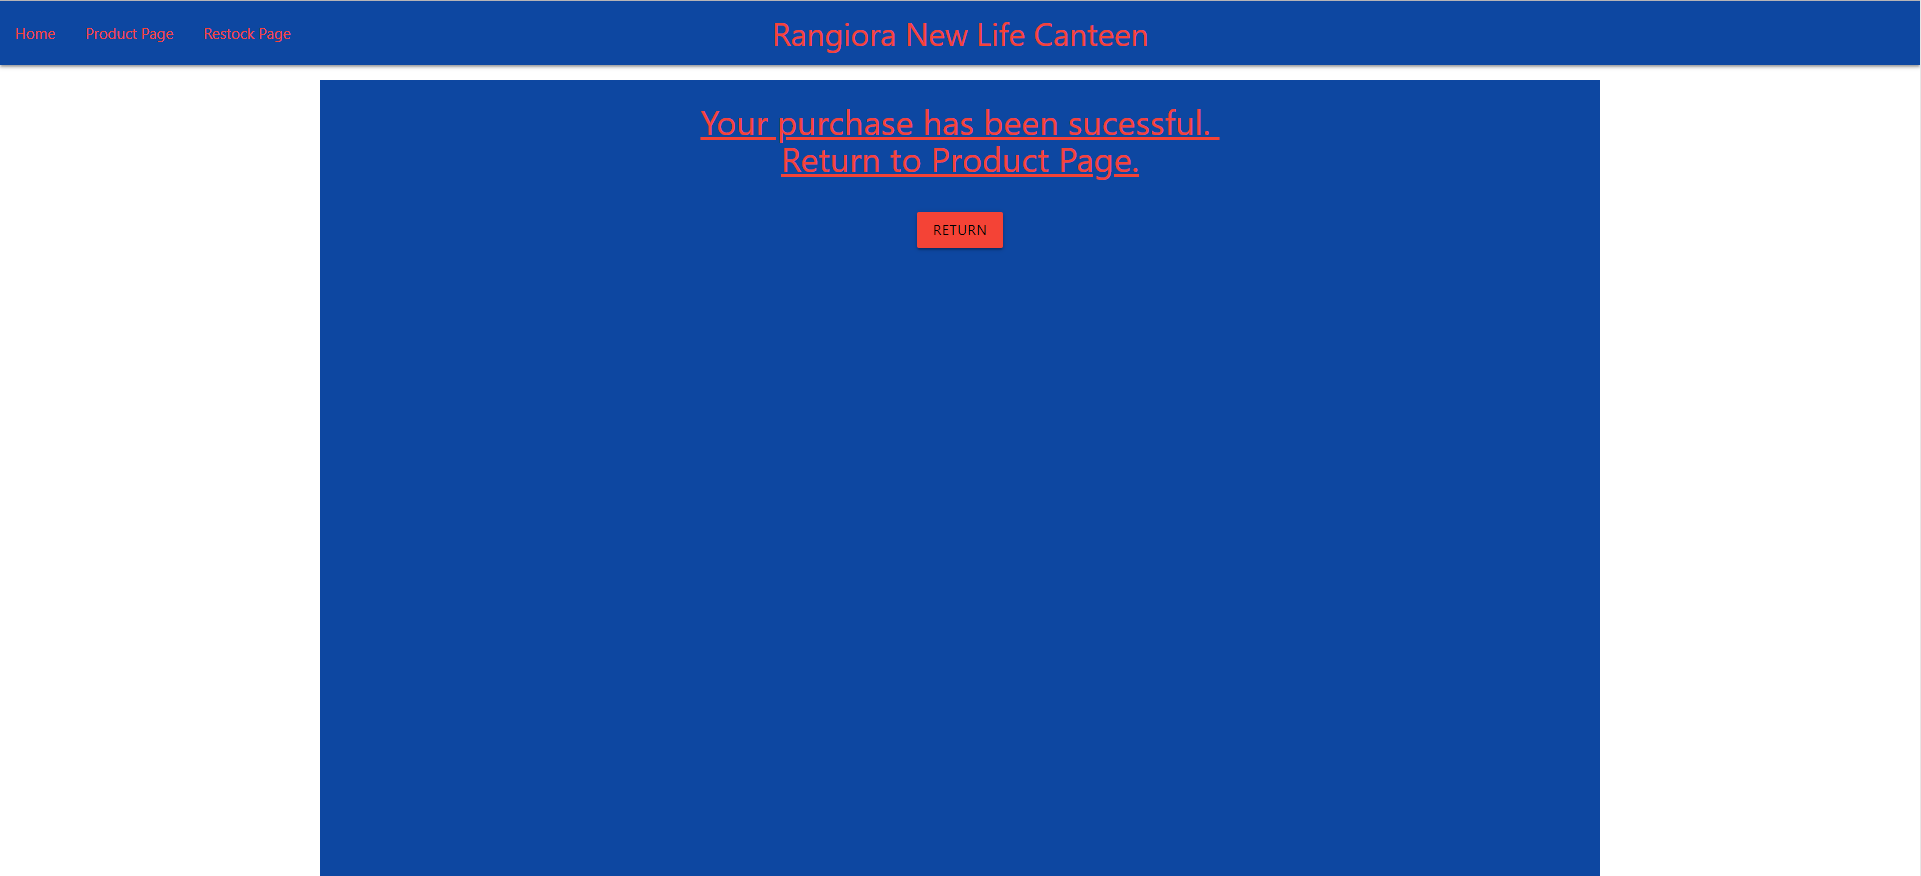 Home Product Page Restock Page Rangiora New Life Canteen
Your purchase has been sucessful.
Return to Product Page.
RETURN